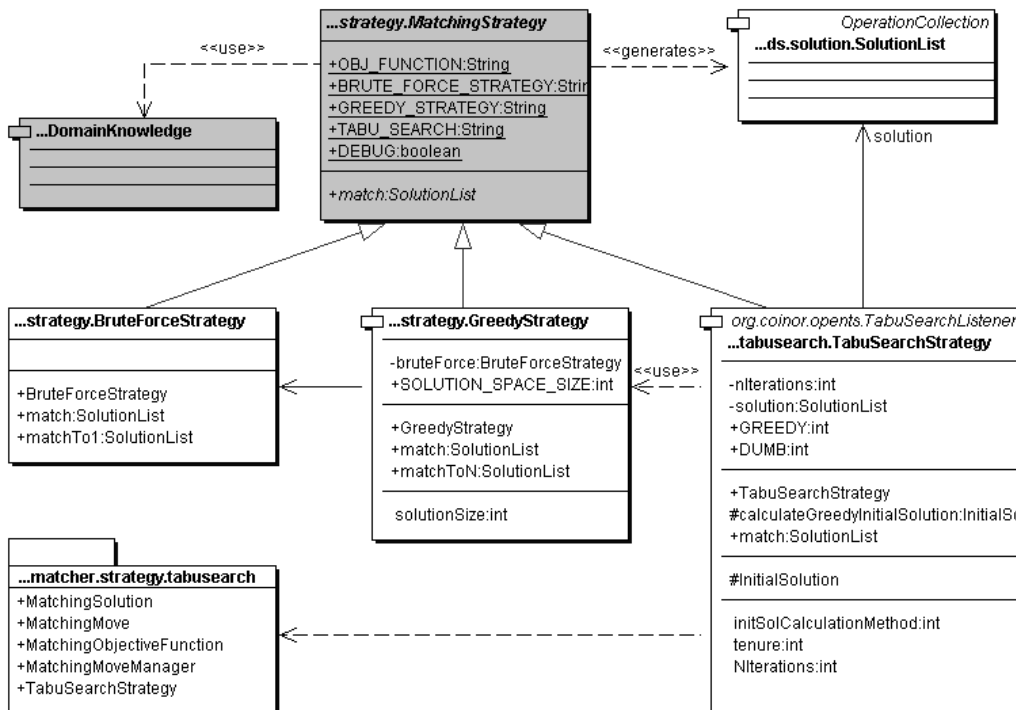 ...strategy.MatchingStrategy
+OBJ_FUNCTION:String
+BRUTE_FORCE_STRATEGY:Strin
+GREEDY_STRATEGY:String
+TABU_SEARCH:String
+DEBUG:boolean
+match:SolutionList
<<use>>
<<generates>>
OperationCollection
...ds.solution.SolutionList
...DomainKnowledge
solution
...strategy.BruteForceStrategy
+BruteForceStrategy
+match:SolutionList
+matchTo1:SolutionList
...strategy.GreedyStrategy
-bruteForce:BruteForceStrategy
+SOLUTION_SPACE_SIZE:int
+GreedyStrategy
+match:SolutionList
+matchToN:SolutionList
solutionSize:int
<<use>>
org.coinor.opents.TabuSearchListener
...tabusearch.TabuSearchStrategy
-nIterations:int
-solution:SolutionList
+GREEDY:int
+DUMB:int
+TabuSearchStrategy
#calculateGreedyInitialSolution:InitialSo
+match:SolutionList
#InitialSolution
initSolCalculationMethod:int
tenure:int
NIterations:int
...matcher.strategy.tabusearch
+MatchingSolution
+MatchingMove
+MatchingObjectiveFunction
+MatchingMoveManager
+TabuSearchStrategy